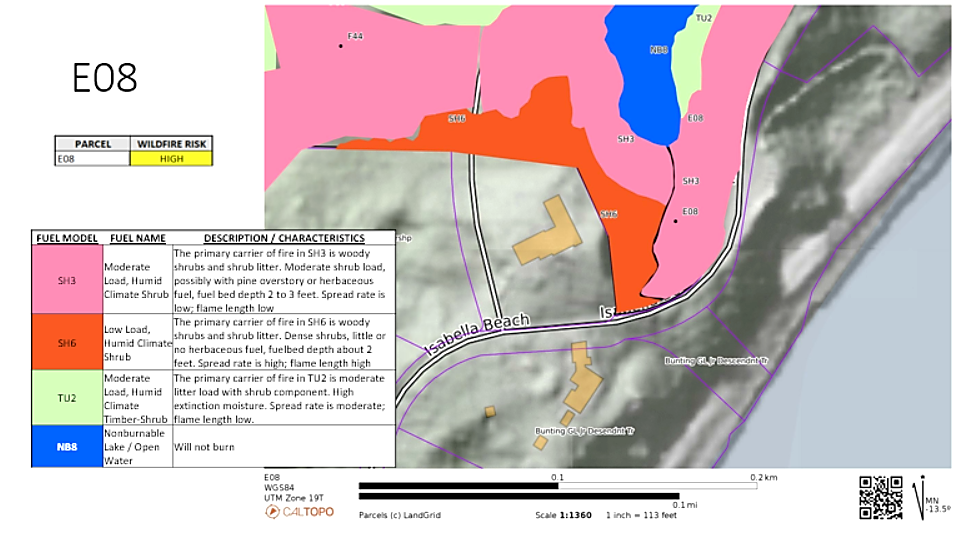 E08
PARCEL WILDFIRE RISK
E08 HIGH
FUEL MODEL FUEL NAME DESCRIPTION / CHARACTERISTICS
SH3
Moderate
Load, Humid
Climate Shrub
The primary carrier of fire in SH3 is woody
shrubs and shrub litter. Moderate shrub load,
possibly with pine overstory or herbaceous
fuel, fuel bed depth 2 to 3 feet. Spread rate is
low; flame length low
SH6
Low Load,
Humid Climate
Shrub
The primary carrier of fire in SH6 is woody
shrubs and shrub litter. Dense shrubs, little or
no herbaceous fuel, fuelbed depth about 2
feet. Spread rate is high; flame length high
TU2
Moderate
Load, Humid
Climate
Timber-Shrub
The primary carrier of fire in TU2 is moderate
litter load with shrub component. High
extinction moisture. Spread rate is moderate;
flame length low.
NB8
Nonburnable
Lake / Open
Water
Will not burn
E44
TU2
NB8
SH6
E08
SH3
SH3
SH6
E08
rshp
Isabella Beach
Is
Bunting GL Jr Descendnt Tr
Bunting GL Jr Desendnt Tr
E08
WGS84
UTM Zone 19T
CALTOPO
0.1 0.2 km
0.1 mi
Parcels (c) LandGrid Scale 1:1360 1 inch = 113 feet
MN
-13.5°